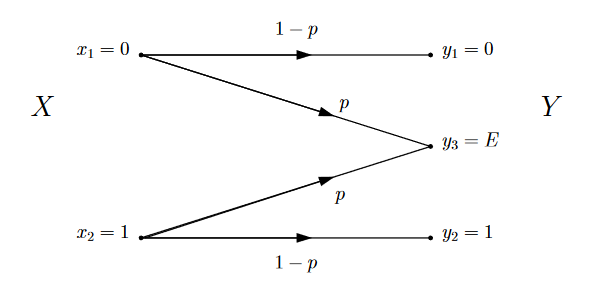 1 − p
x₁ = 0
y₁ = 0
X
p
Y
y₃ = E
p
x₂ = 1
y₂ = 1
1 − p